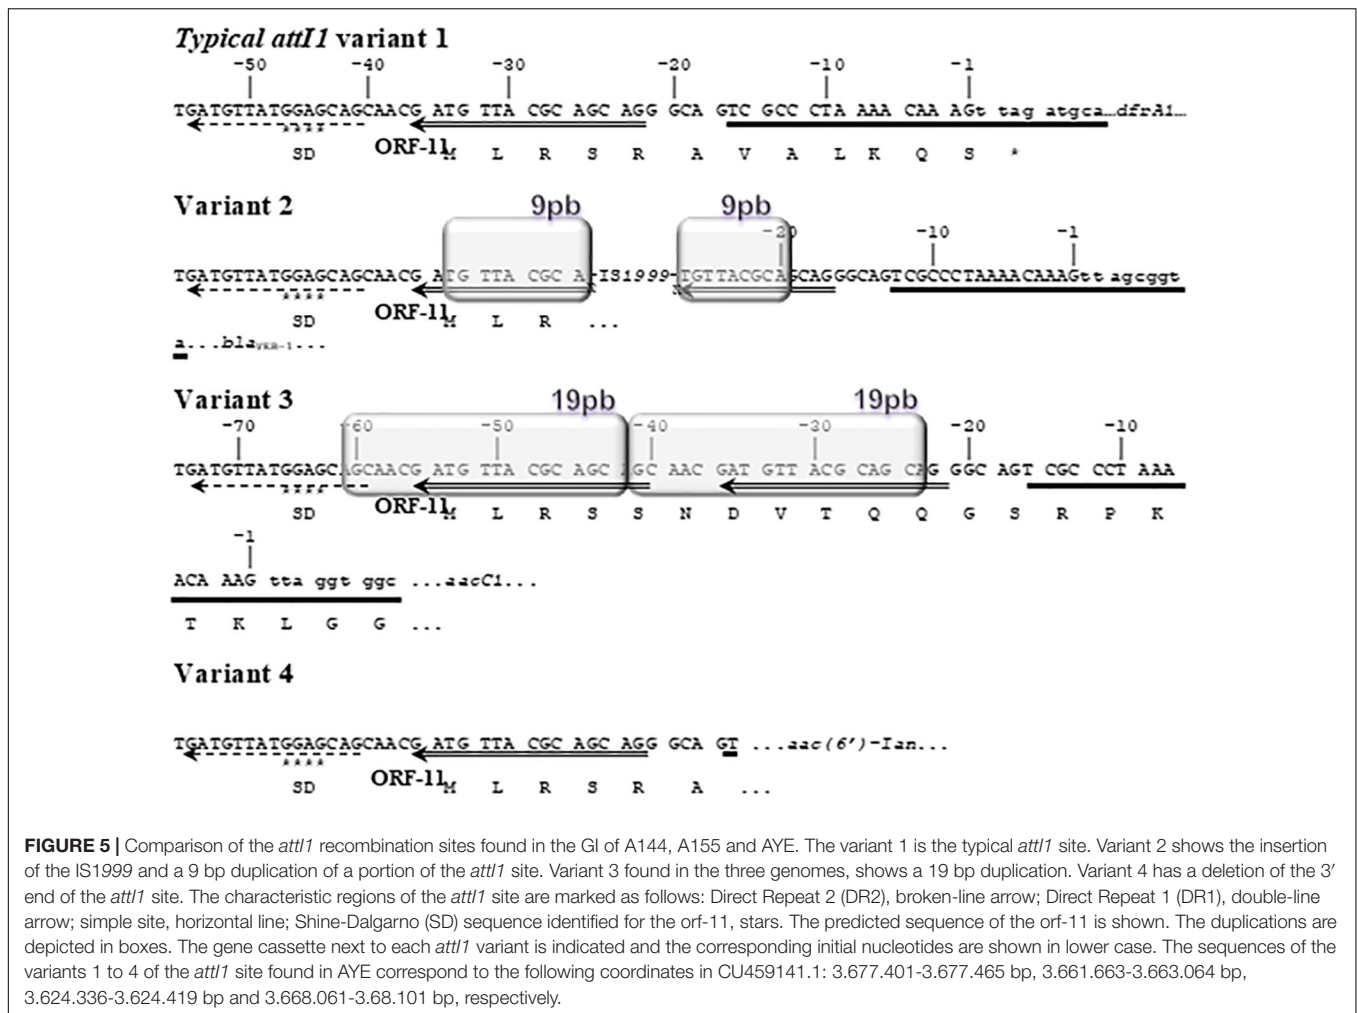 Typical attI1 variant 1
-50 -40 -30 -20 -10 -1
TGATGTTATGGAGCAGCAACG ATG TTA CGC AGC AGG GCA GTC GCC CTA AAA CAA AGt tag atgca…dfrA1…
****
SD ORF-11 M L R S R A V A L K Q S *
Variant 2
9pb 9pb
-20 -10 -1
TGATGTTATGGAGCAGCAACG ATG TTA CGC A-IS1999-TGTTACGCAGCAGGGCAGTCGCCCTAAAACAAAGtt agcggt
****
SD ORF-11 M L R ...
a...bla...
Variant 3
19pb 19pb
-70 -60 -50 -40 -30 -20 -10
TGATGTTATGGAGCAGCAACG ATG TTA CGC AGC AGC AAC GAT GTT ACG CAG CAG GGC AGT CGC CCT AAA
****
SD ORF-11 M L R S S N D V T Q Q G S R P K
-1
ACA AAG tta ggt ggc ...aacC1...
T K L G G ...
Variant 4
TGATGTTATGGAGCAGCAACG ATG TTA CGC AGC AGG GCA GT ...aac(6')-Ian...
****
SD ORF-11 M L R S R A ...
FIGURE 5 | Comparison of the attI1 recombination sites found in the GI of A144, A155 and AYE. The variant 1 is the typical attI1 site. Variant 2 shows the insertion
of the IS1999 and a 9 bp duplication of a portion of the attI1 site. Variant 3 found in the three genomes, shows a 19 bp duplication. Variant 4 has a deletion of the 3′
end of the attI1 site. The characteristic regions of the attI1 site are marked as follows: Direct Repeat 2 (DR2), broken-line arrow; Direct Repeat 1 (DR1), double-line
arrow; simple site, horizontal line; Shine-Dalgarno (SD) sequence identified for the orf-11, stars. The predicted sequence of the orf-11 is shown. The duplications are
depicted in boxes. The gene cassette next to each attI1 variant is indicated and the corresponding initial nucleotides are shown in lower case. The sequences of the
variants 1 to 4 of the attI1 site found in AYE correspond to the following coordinates in CU459141.1: 3.677.401-3.677.465 bp, 3.661.663-3.663.064 bp,
3.624.336-3.624.419 bp and 3.668.061-3.68.101 bp, respectively.